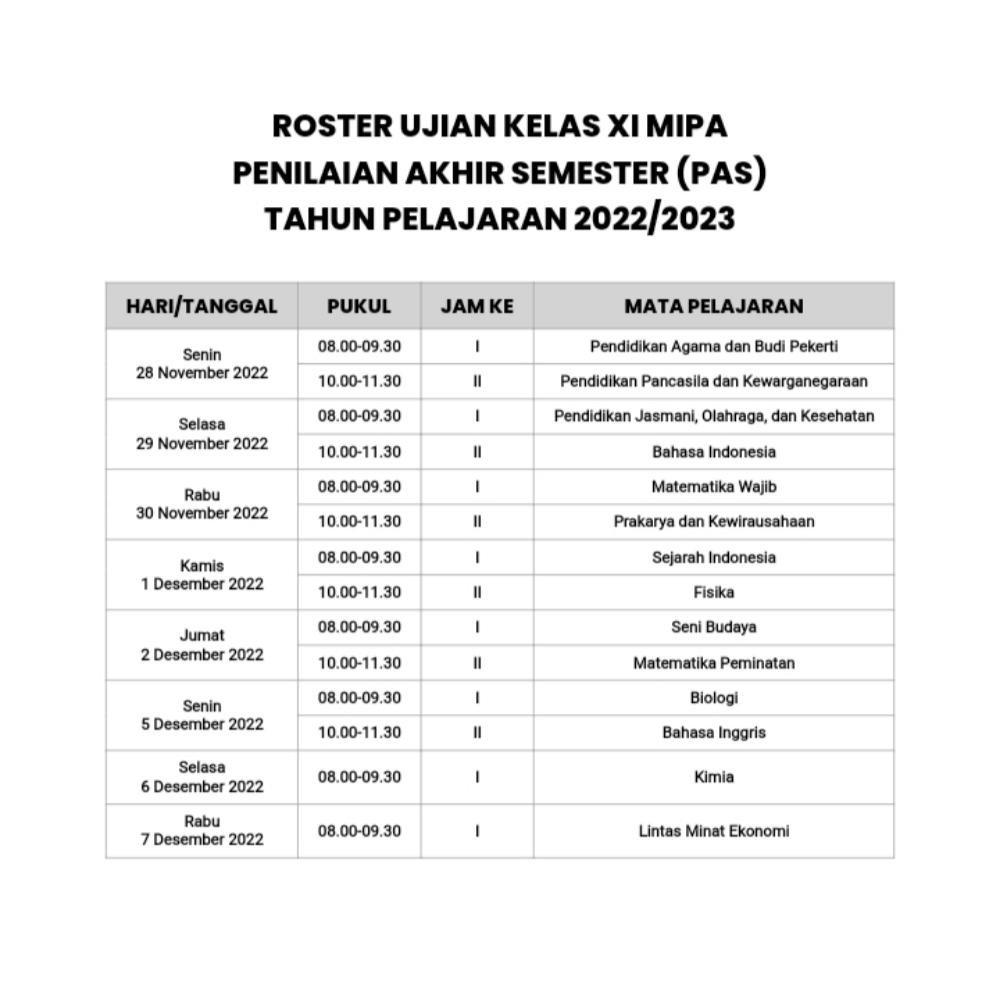 ROSTER UJIAN KELAS XI MIPA
PENILAIAN AKHIR SEMESTER (PAS)
TAHUN PELAJARAN 2022/2023
HARI/TANGGAL PUKUL JAM KE MATA PELAJARAN
Senin
28 November 2022
08.00-09.30 I Pendidikan Agama dan Budi Pekerti
10.00-11.30 II Pendidikan Pancasila dan Kewarganegaraan
Selasa
29 November 2022
08.00-09.30 I Pendidikan Jasmani, Olahraga, dan Kesehatan
10.00-11.30 II Bahasa Indonesia
Rabu
30 November 2022
08.00-09.30 I Matematika Wajib
10.00-11.30 II Prakarya dan Kewirausahaan
Kamis
1 Desember 2022
08.00-09.30 I Sejarah Indonesia
10.00-11.30 II Fisika
Jumat
2 Desember 2022
08.00-09.30 I Seni Budaya
10.00-11.30 II Matematika Peminatan
Senin
5 Desember 2022
08.00-09.30 I Biologi
10.00-11.30 II Bahasa Inggris
Selasa
6 Desember 2022
08.00-09.30 I Kimia
Rabu
7 Desember 2022
08.00-09.30 I Lintas Minat Ekonomi